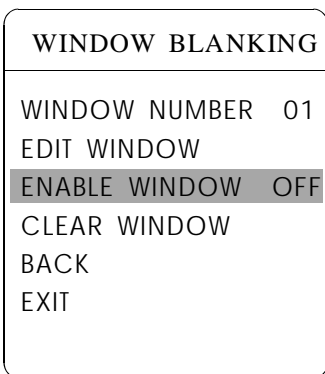 WINDOW BLANKING
WINDOW NUMBER 01
EDIT WINDOW
ENABLE WINDOW OFF
CLEAR WINDOW
BACK
EXIT